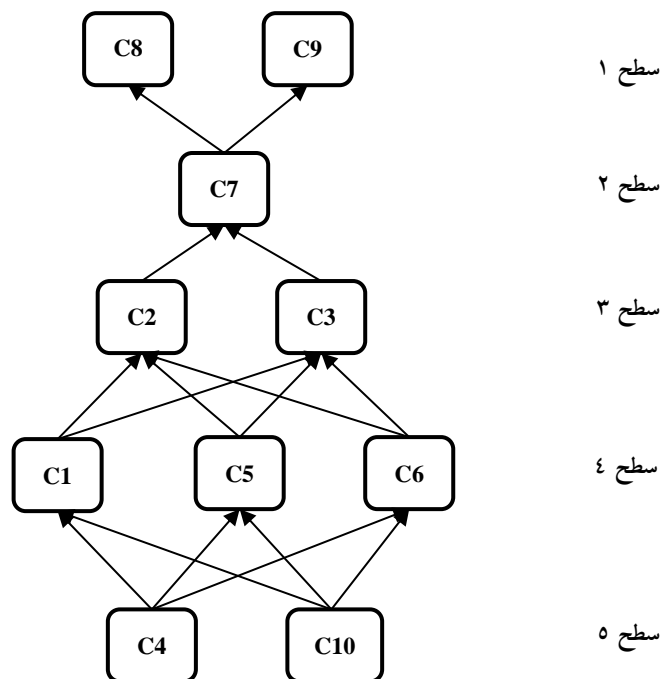 C8 C9 سطح ۱
C7 سطح ۲
C2 C3 سطح ۳
C1 C5 C6 سطح ٤
C4 C10 سطح ٥